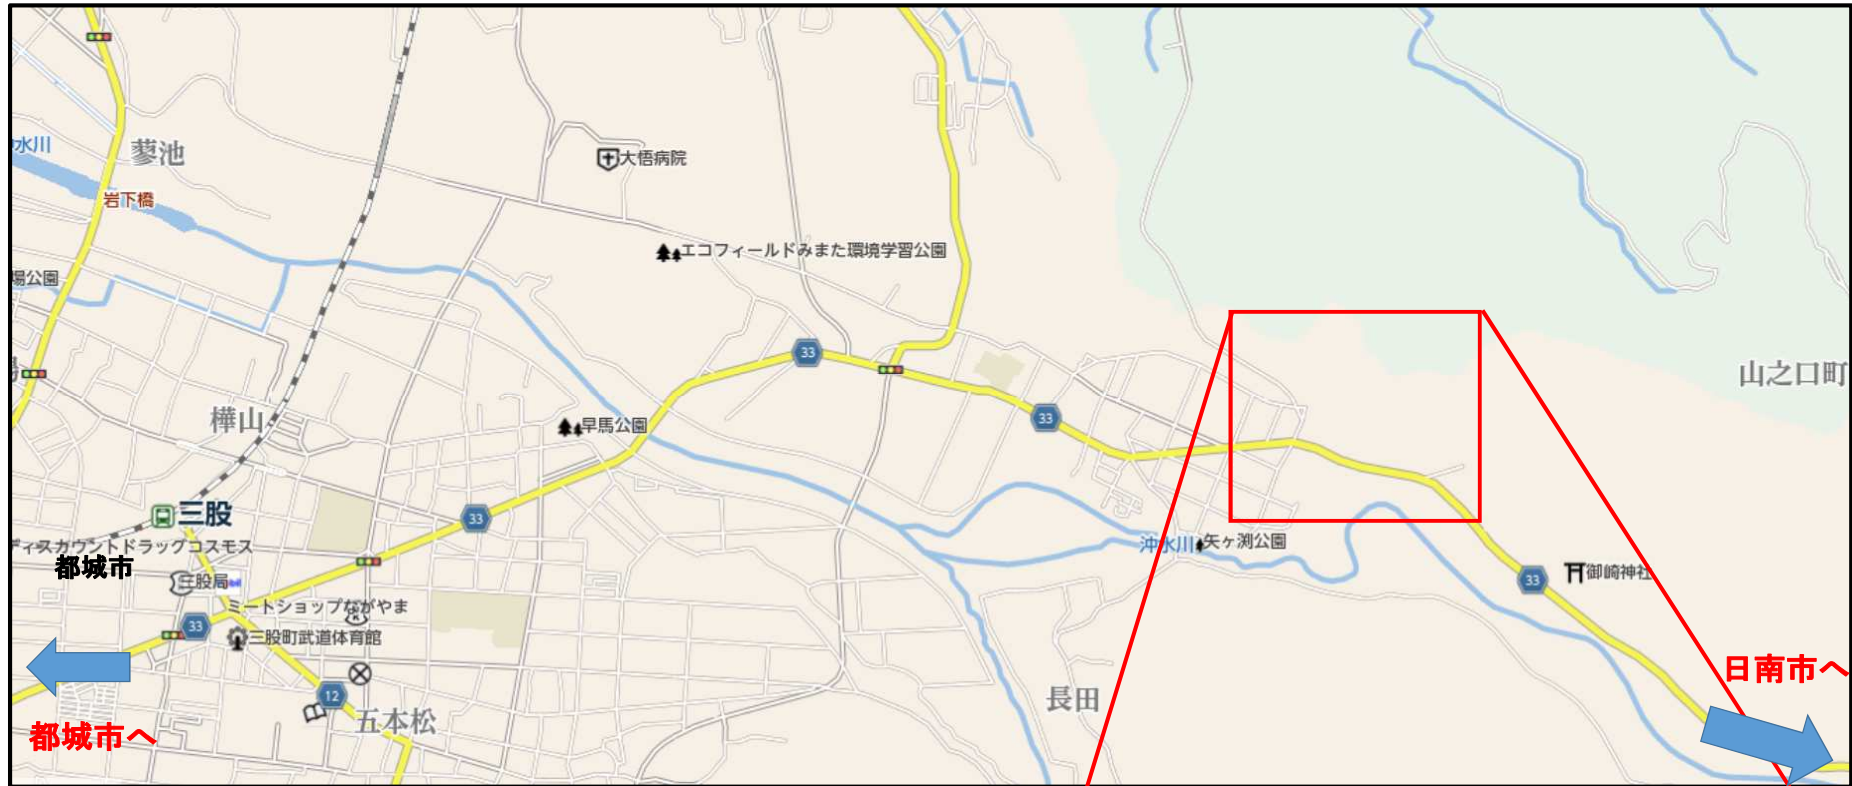 水川
蓼池
岩下橋
大悟病院
エコフィールドみまた環境学習公園
場公園
33
山之口町
樺山
早馬公園
33
三股
33
ディスカウントドラッグコスモス
都城市
沖水川
矢ヶ渕公園
33
御崎神社
三股局
ミートショップながやま
33
三股町武道体育館
12
五本松
長田
日南市へ
都城市へ